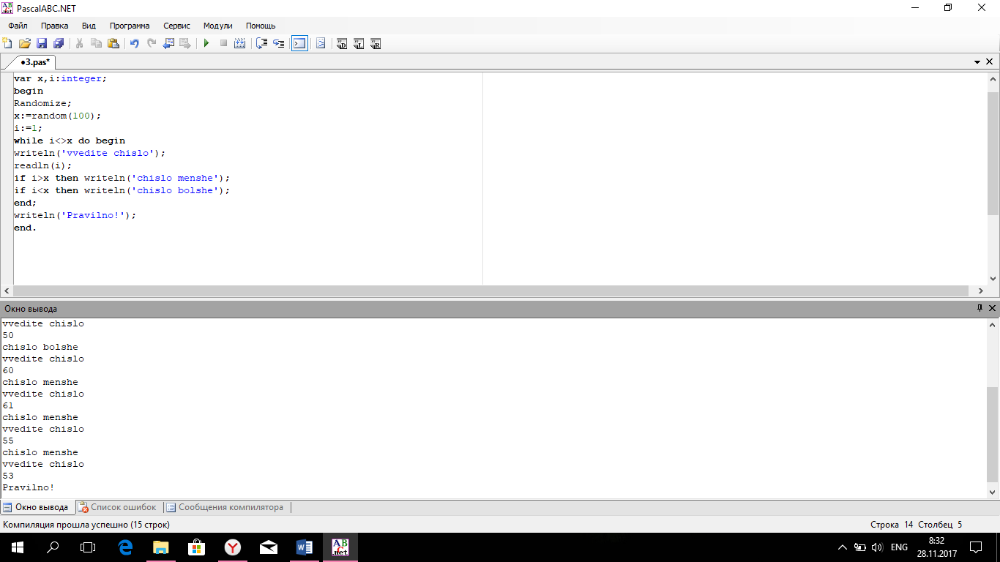 PascalABC.NET
Файл Правка Вид Программа Сервис Модули Помощь
•3.pas*
var x,i:integer;
begin
Randomize;
x:=random(100);
i:=1;
while i<>x do begin
writeln('vvedite chislo');
readln(i);
if i>x then writeln('chislo menshe');
if i<x then writeln('chislo bolshe');
end;
writeln('Pravilno!');
end.
Окно вывода
vvedite chislo
50
chislo bolshe
vvedite chislo
60
chislo menshe
vvedite chislo
61
chislo menshe
vvedite chislo
55
chislo menshe
vvedite chislo
53
Pravilno!
Окно вывода Список ошибок Сообщения компилятора
Компиляция прошла успешно (15 строк) Строка 14 Столбец 5
ENG 8:32
28.11.2017